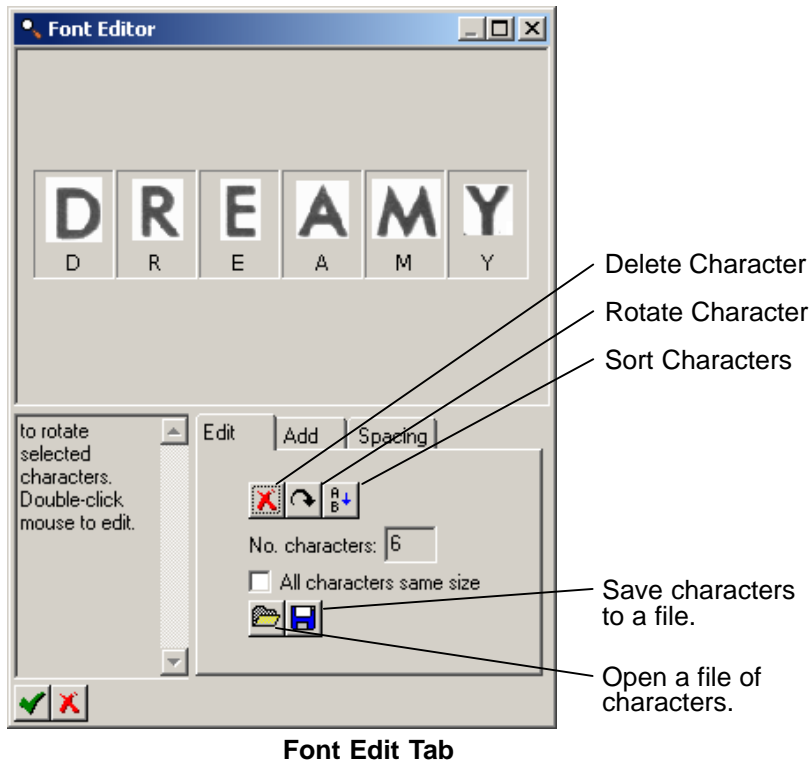 Font Editor
D R E A M Y
D R E A M Y
Delete Character
Rotate Character
Sort Characters
to rotate
selected
characters.
Double-click
mouse to edit.
Edit Add Spacing
A
B
No. characters: 6
All characters same size
Save characters
to a file.
Open a file of
characters.
Font Edit Tab